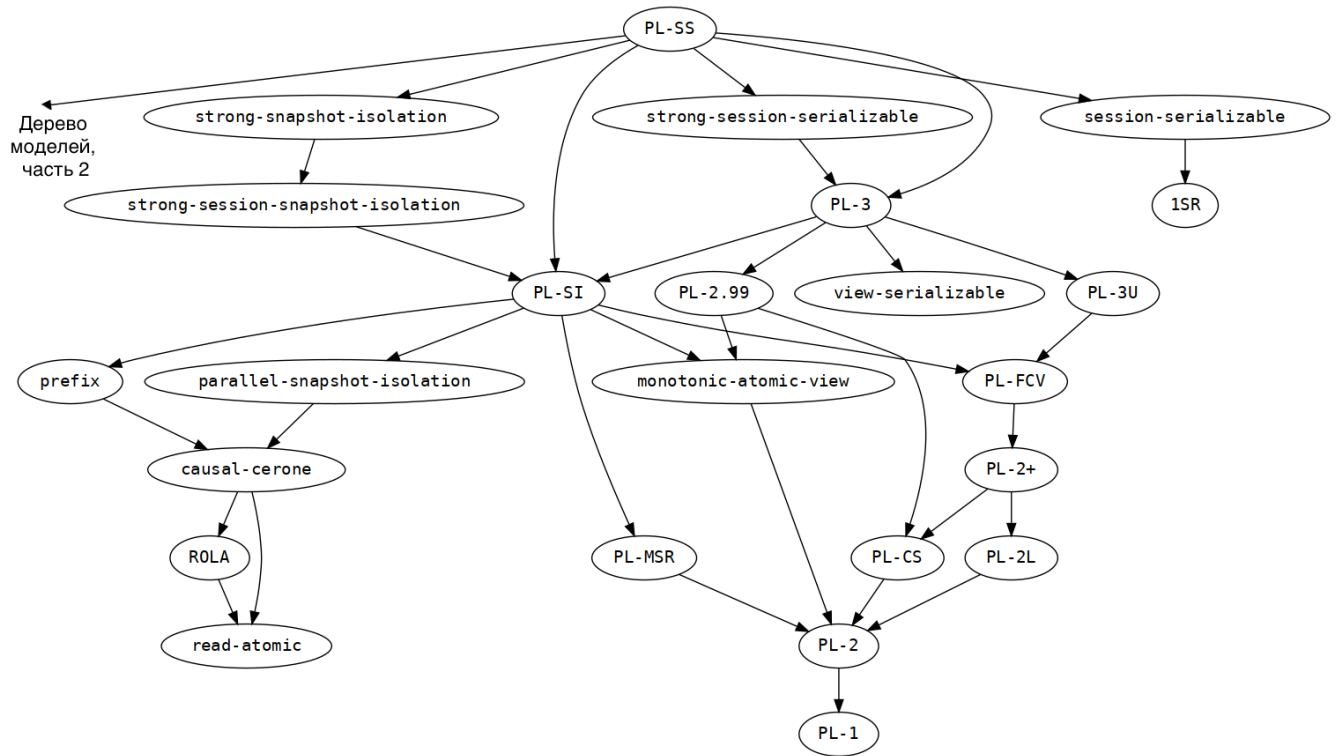 PL-SS
Дерево
моделей,
часть 2
strong-snapshot-isolation
strong-session-serializable
session-serializable
strong-session-snapshot-isolation
PL-3
1SR
PL-SI
PL-2.99
view-serializable
PL-3U
prefix
parallel-snapshot-isolation
monotonic-atomic-view
PL-FCV
causal-cerone
PL-2+
ROLA
PL-MSR
PL-CS
PL-2L
read-atomic
PL-2
PL-1